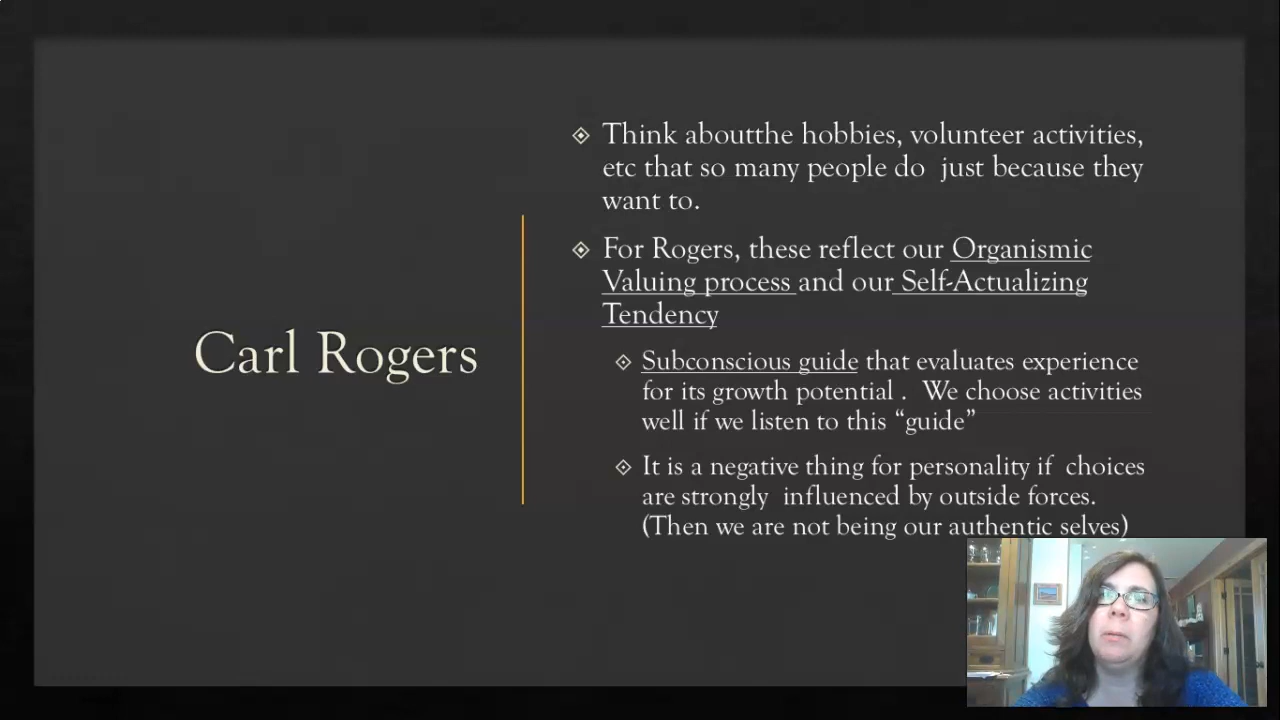 Carl Rogers
Think aboutthe hobbies, volunteer activities,
etc that so many people do  just because they
want to.
For Rogers, these reflect our Organismic
Valuing process and our Self-Actualizing
Tendency
Subconscious guide that evaluates experience
for its growth potential .  We choose activities
well if we listen to this “guide”
It is a negative thing for personality if  choices
are strongly  influenced by outside forces.
(Then we are not being our authentic selves)